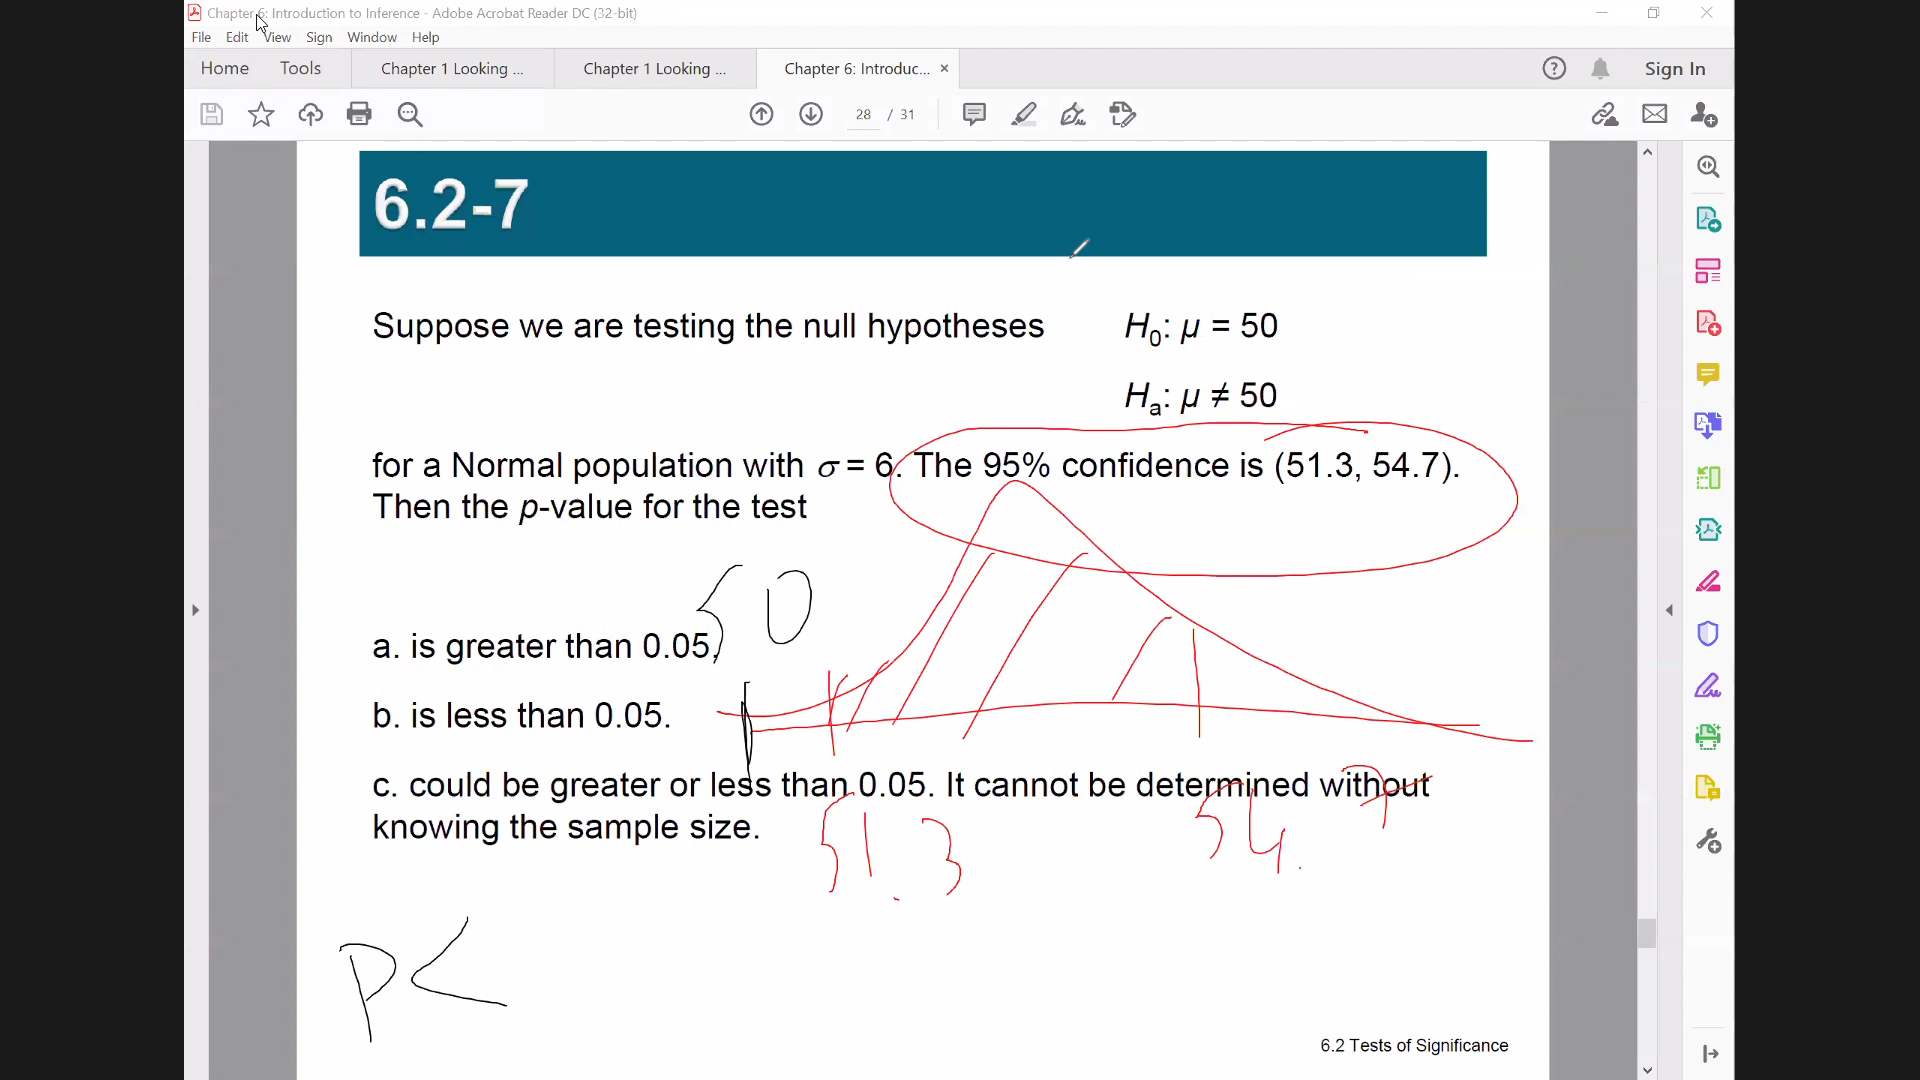 Chapter 6: Introduction to Inference - Adobe Acrobat Reader DC (32-bit)
File Edit View Sign Window Help
Home Tools Chapter 1 Looking ... Chapter 1 Looking ... Chapter 6: Introduc... × Sign In
28 / 31
6.2-7
Suppose we are testing the null hypotheses H0: μ = 50
Ha: μ ≠ 50
for a Normal population with σ = 6. The 95% confidence is (51.3, 54.7).
Then the p-value for the test
50
a. is greater than 0.05.
b. is less than 0.05.
c. could be greater or less than 0.05. It cannot be determined without
knowing the sample size.
51.3 54.7
p<
6.2 Tests of Significance